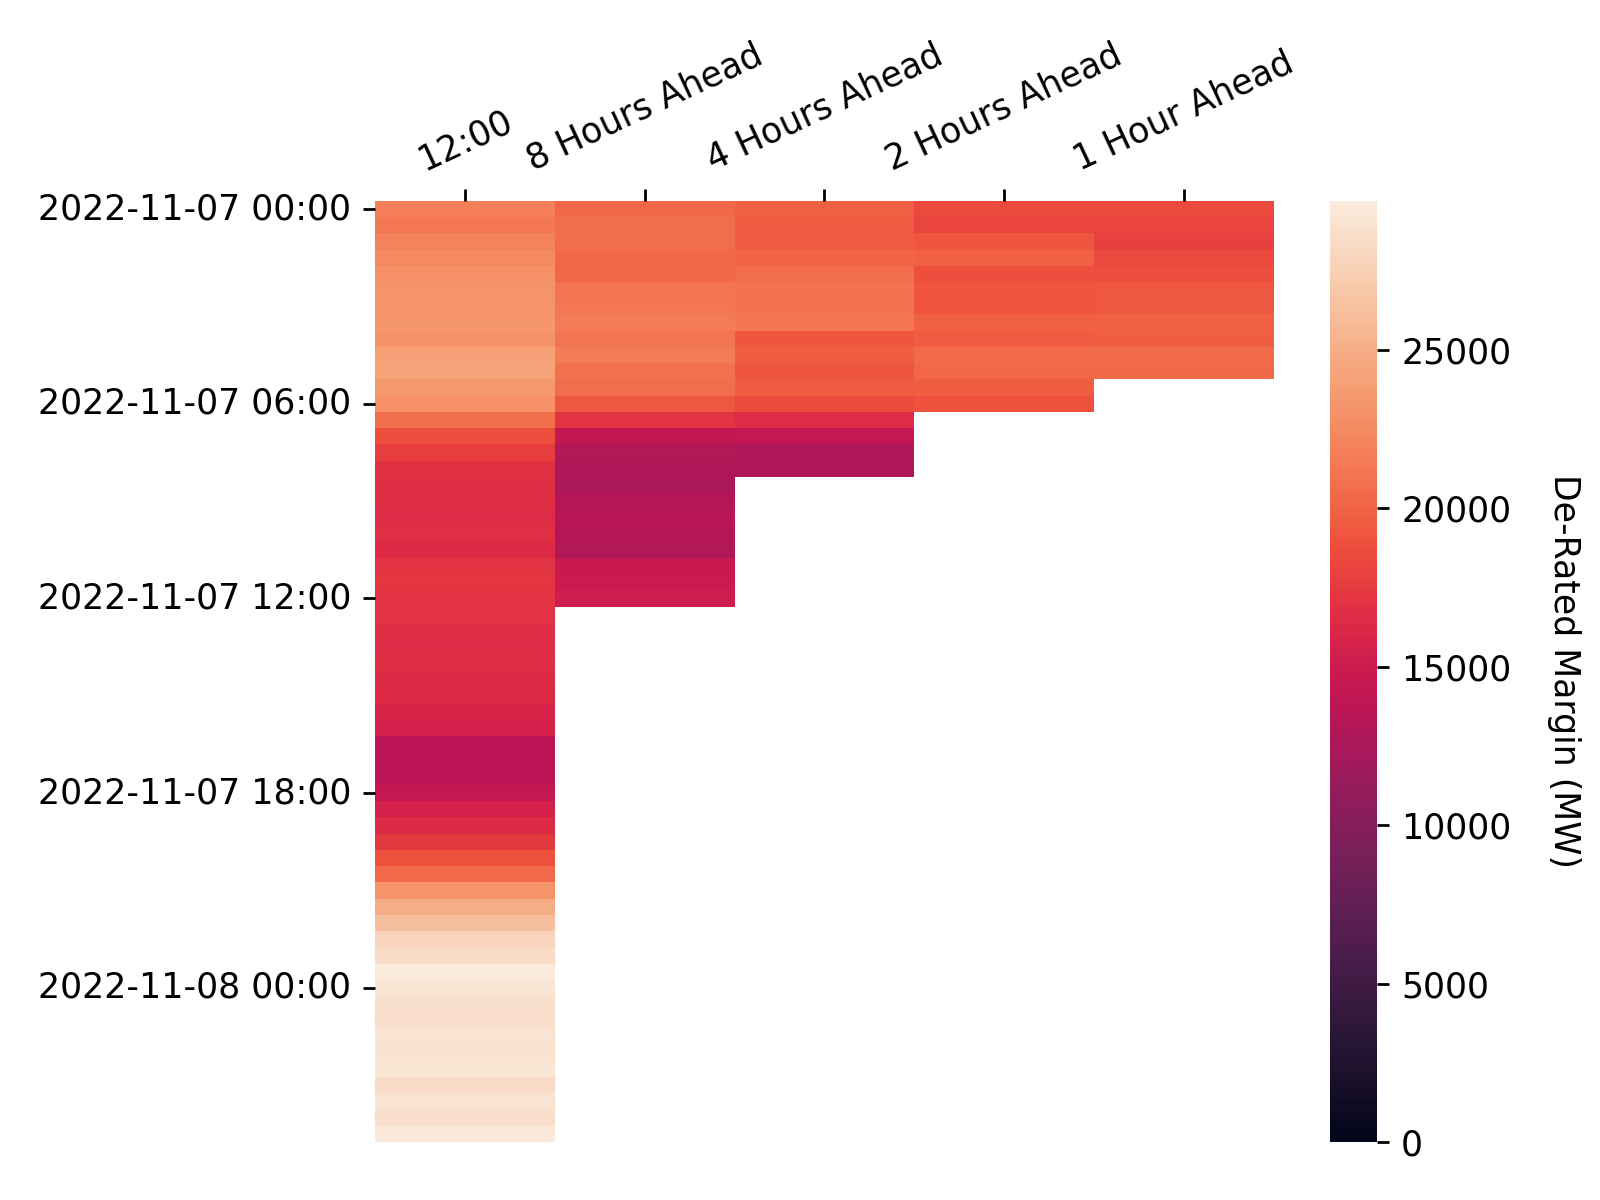 12:00
8 Hours Ahead
4 Hours Ahead
2 Hours Ahead
1 Hour Ahead
2022-11-07 00:00
2022-11-07 06:00
2022-11-07 12:00
2022-11-07 18:00
2022-11-08 00:00
25000
20000
15000
10000
5000
0
De-Rated Margin (MW)